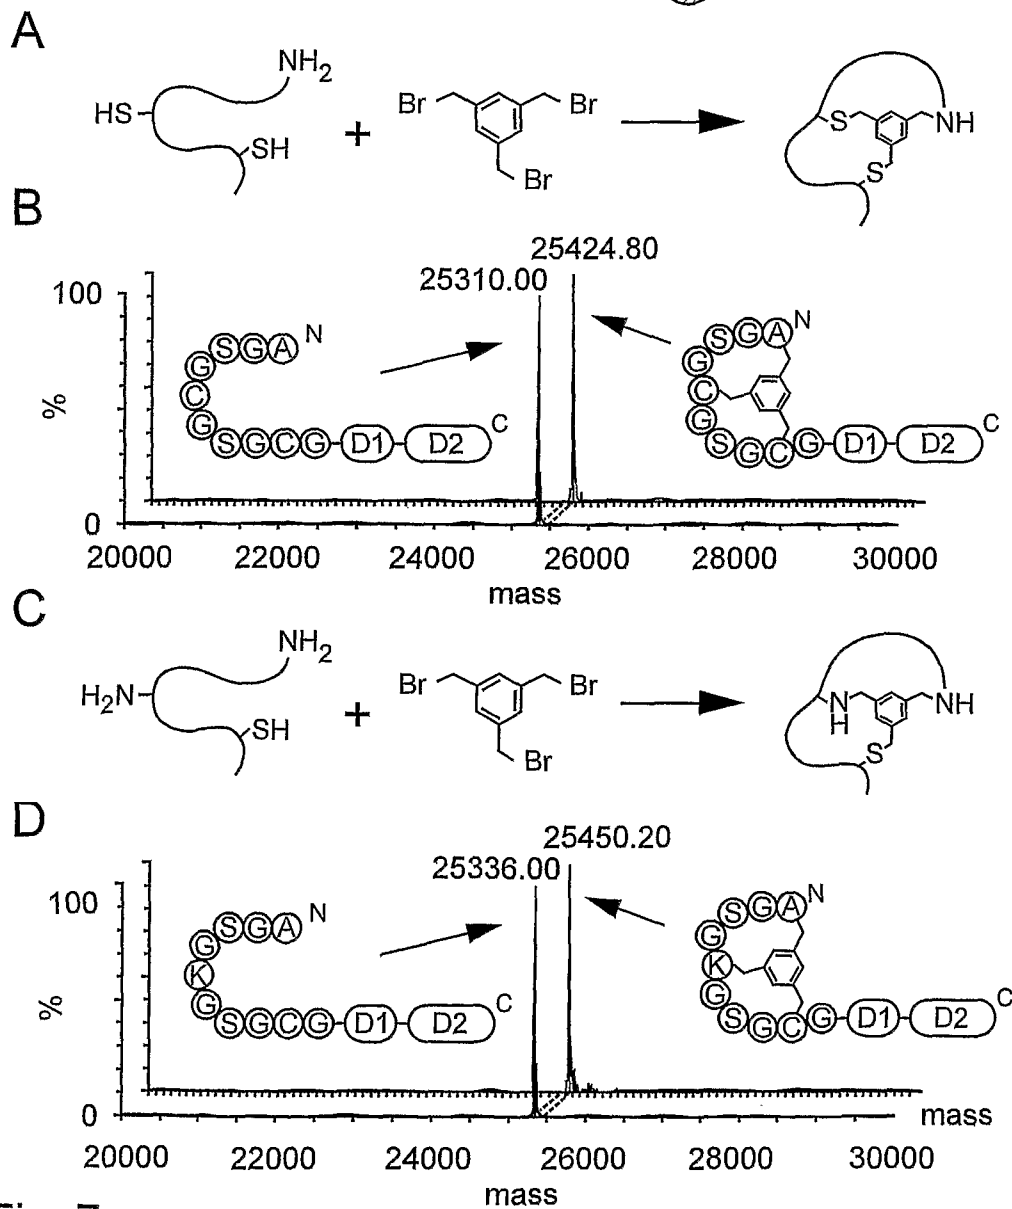 A
HS NH2 SH + Br Br Br S S NH
B
25424.80
25310.00
100
%
0
A G S G C G S G C G D1 D2 N C
A G S G C G S G C G D1 D2 N C
20000 22000 24000 26000 28000 30000
mass
C
H2N NH2 SH + Br Br Br N H S NH
D
25450.20
25336.00
100
%
0
A G S G K G S G C G D1 D2 N C
A G S G K G S G C G D1 D2 N C
mass
20000 22000 24000 26000 28000 30000
mass